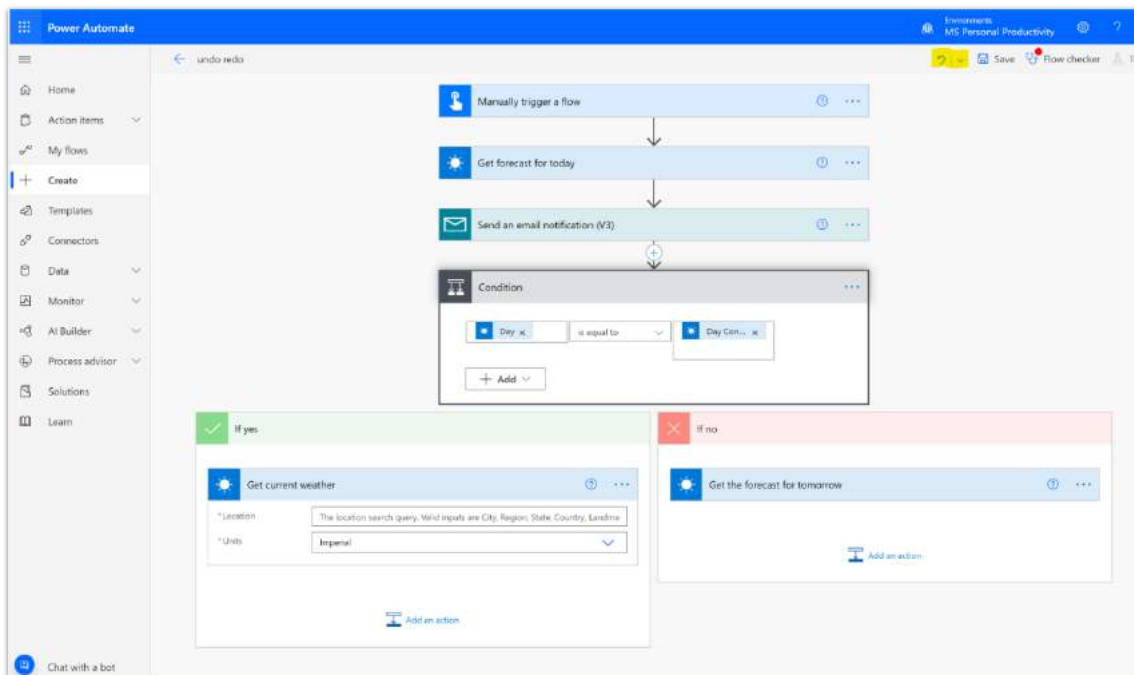 Power Automate
Environments
MS Personal Productivity
?
undo redo
Save
Flow checker
Home
Action items
My flows
Create
Templates
Connectors
Data
Monitor
AI Builder
Process advisor
Solutions
Learn
Chat with a bot
Manually trigger a flow
Get forecast for today
Send an email notification (V3)
Condition
Day
is equal to
Day Con...
Add
If yes
Get current weather
*Location
The location search query. Valid inputs are City, Region, State, Country, Landma
*Units
Imperial
Add an action
If no
Get the forecast for tomorrow
Add an action